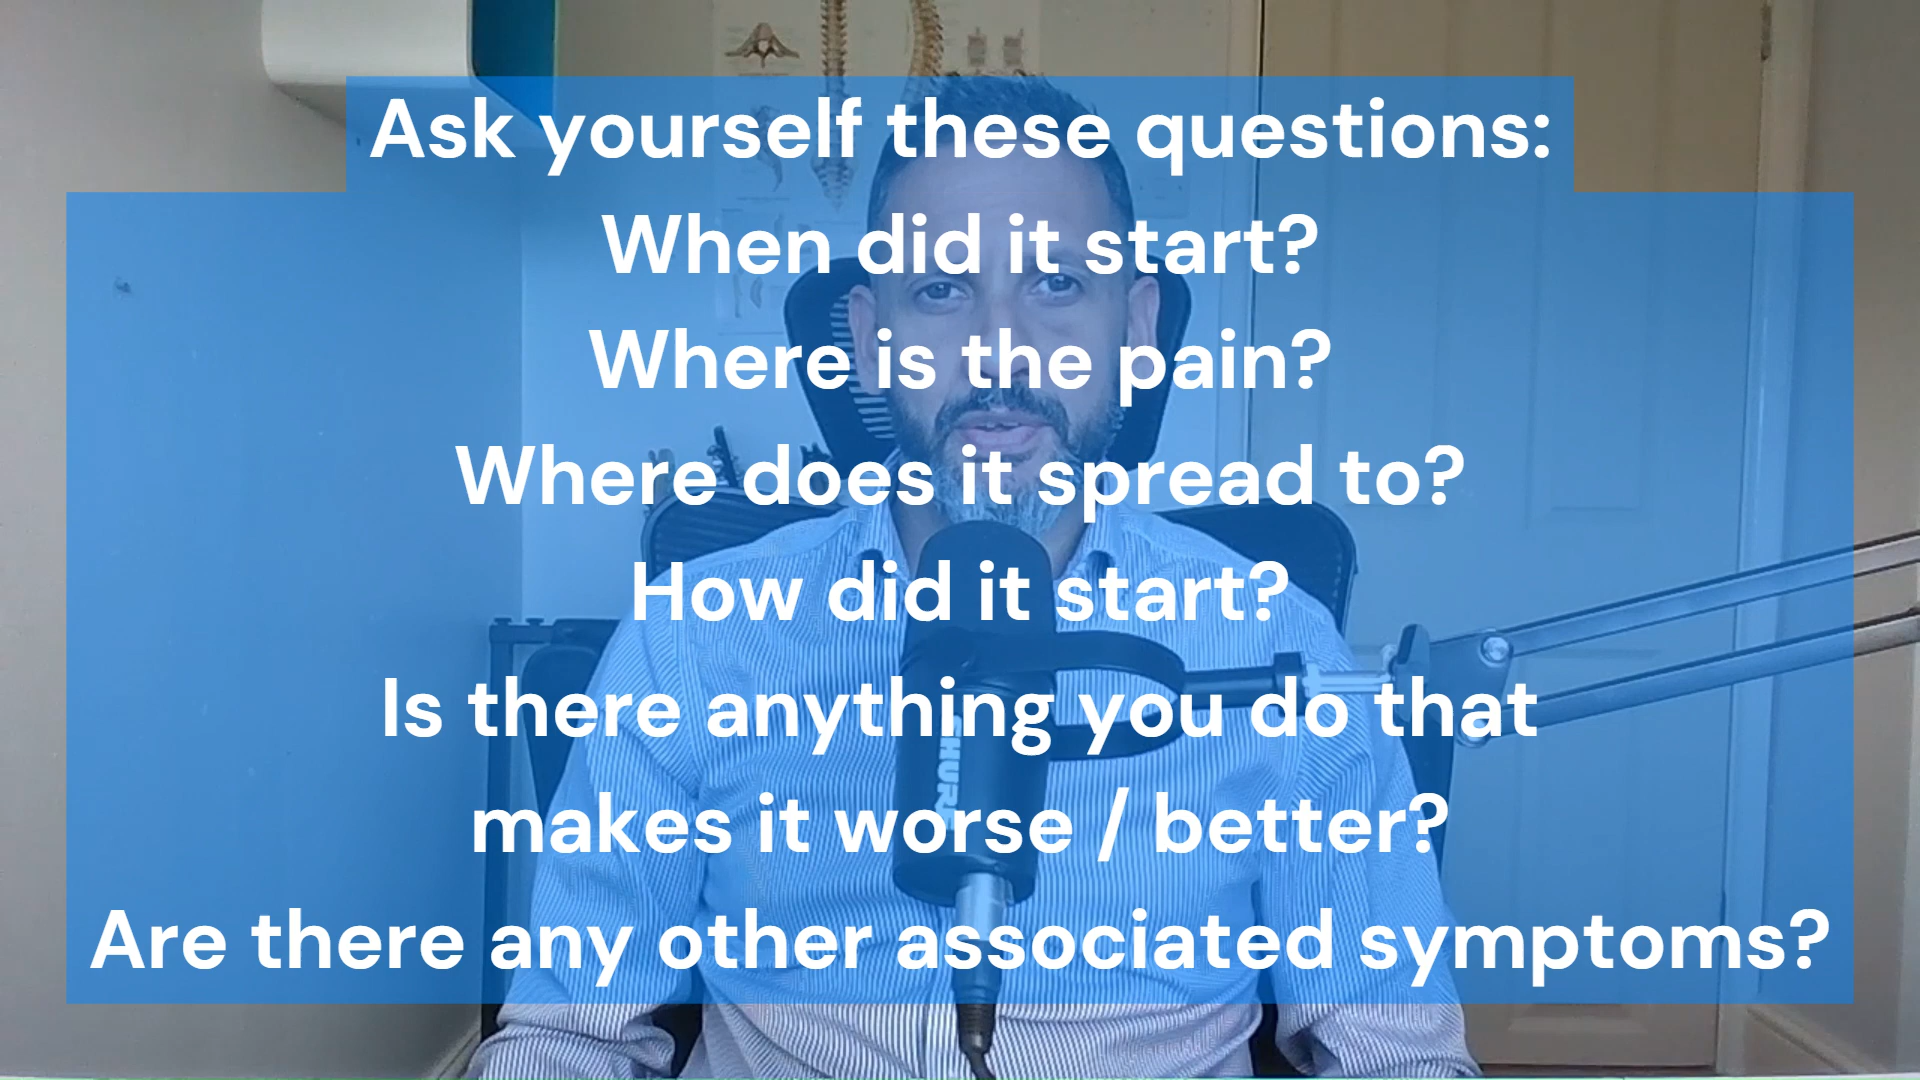 Ask yourself these questions:
When did it start?
Where is the pain?
Where does it spread to?
How did it start?
Is there anything you do that
makes it worse / better?
Are there any other associated symptoms?
SHURE